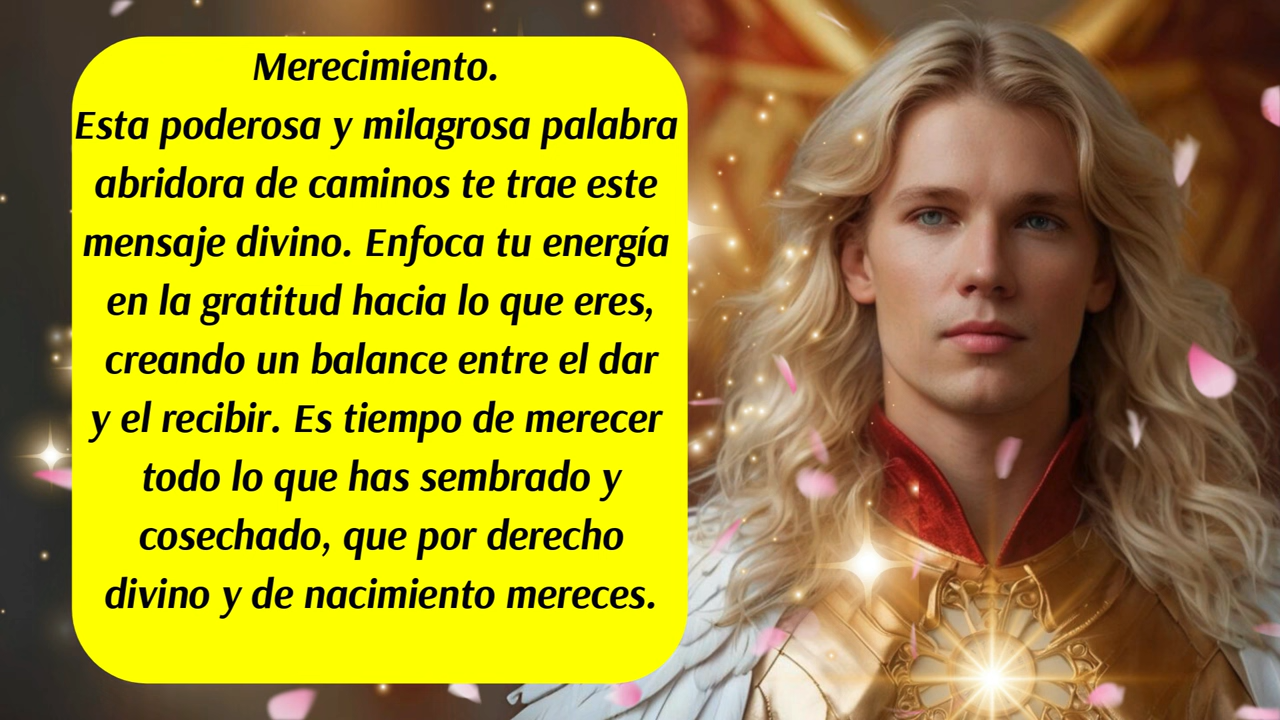 Merecimiento.
Esta poderosa y milagrosa palabra
abridora de caminos te trae este
mensaje divino. Enfoca tu energía
en la gratitud hacia lo que eres,
creando un balance entre el dar
y el recibir. Es tiempo de merecer
todo lo que has sembrado y
cosechado, que por derecho
divino y de nacimiento mereces.